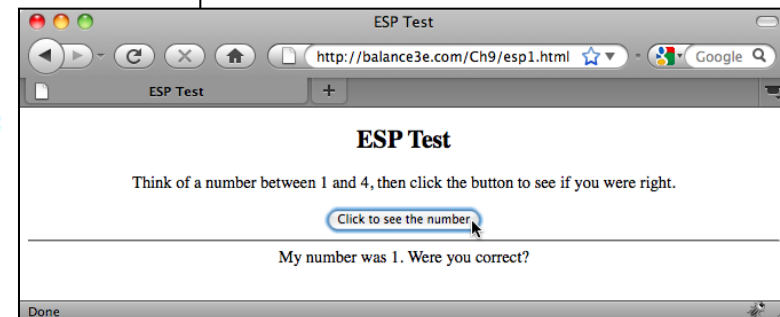 ESP Test
http://balance3e.com/Ch9/esp1.html
Google
ESP Test
ESP Test
Think of a number between 1 and 4, then click the button to see if you were right.
Click to see the number
My number was 1. Were you correct?
Done